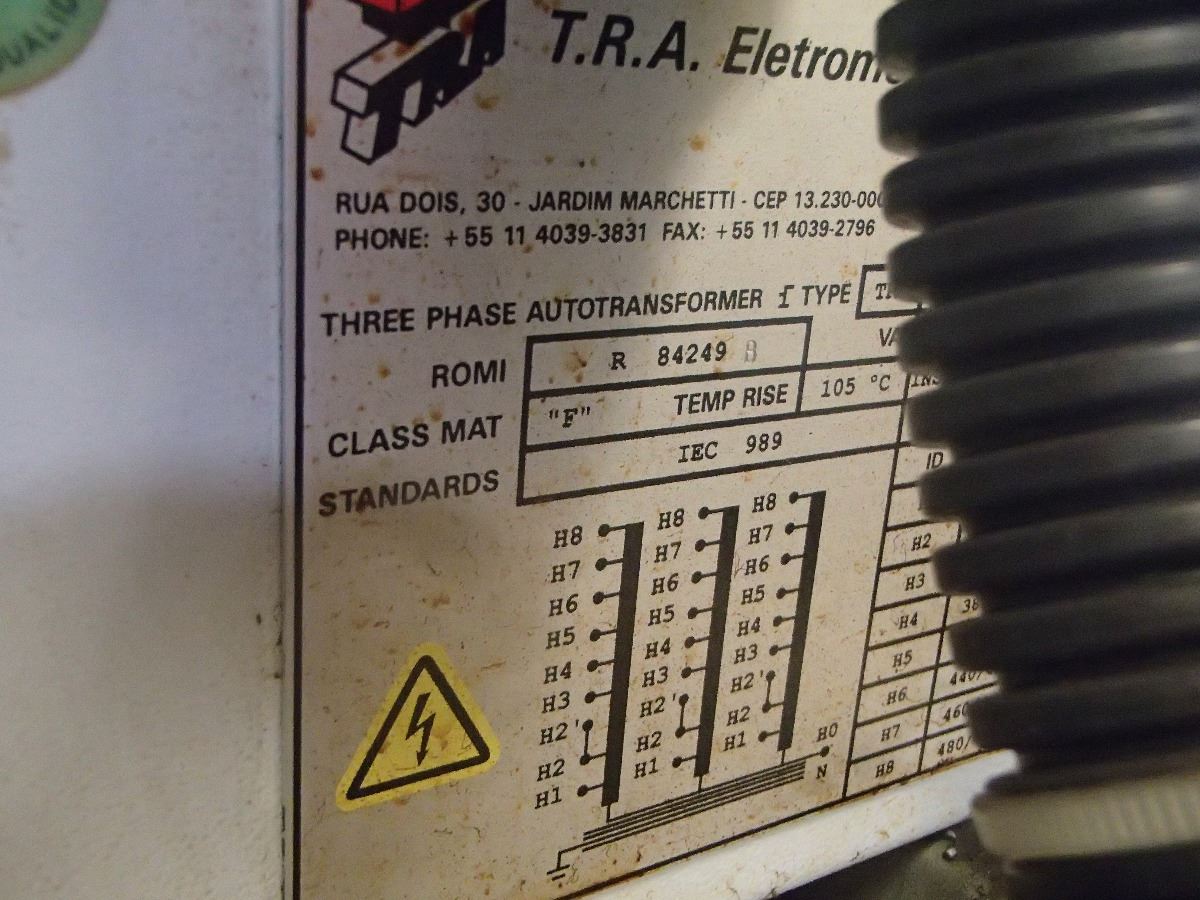 T.R.A.
RUA DOIS, 30 - JARDIM MARCHETTI - CEP 13.230-000
PHONE: +55 11 4039-3831 FAX: +55 11 4039-2796
THREE PHASE AUTOTRANSFORMER TYPE
ROMI R 84249
CLASS MAT "F" TEMP RISE 105 °C
STANDARDS IEC 989
ID
H8 H8 H8
H7 H7 H7 H2
H6 H6 H6 H3
H5 H5 H5 H4
H4 H4 H4 H5
H3 H3 H3 H6
H2' H2' H2' H7
H2 H2 H2 H8
H1 H1 H1 H0
N